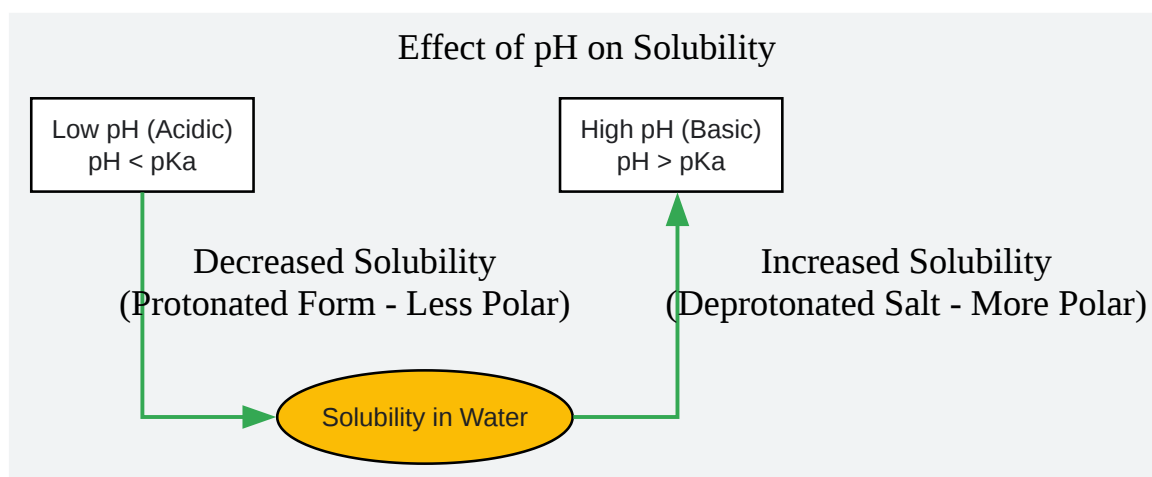 Effect of pH on Solubility
Low pH (Acidic)
pH < pKa
High pH (Basic)
pH > pKa
Decreased Solubility
(Protonated Form - Less Polar)
Increased Solubility
(Deprotonated Salt - More Polar)
Solubility in Water